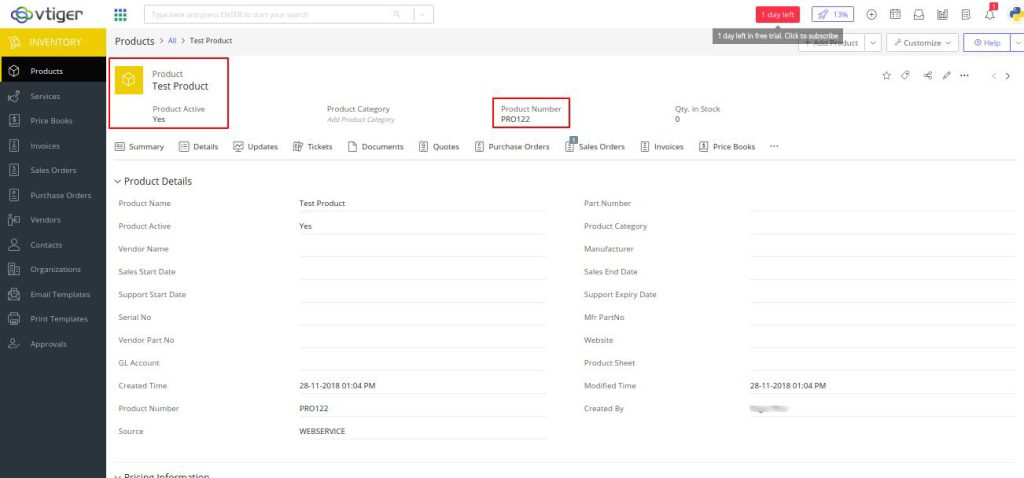 vtiger
Type here and press ENTER to start your search
1 day left
13%
1
1 day left in free trial. Click to subscribe
INVENTORY
Products > All > Test Product
+ Add Product
Customize
Help
Products
Services
Price Books
Invoices
Sales Orders
Purchase Orders
Vendors
Contacts
Organizations
Email Templates
Print Templates
Approvals
Product
Test Product
Product Active
Yes
Product Category
Add Product Category
Product Number
PRO122
Qty. in Stock
0
Summary
Details
Updates
Tickets
Documents
Quotes
Purchase Orders
1
Sales Orders
Invoices
Price Books
Product Details
Product Name Test Product Part Number
Product Active Yes Product Category
Vendor Name Manufacturer
Sales Start Date Sales End Date
Support Start Date Support Expiry Date
Serial No Mfr PartNo
Vendor Part No Website
GL Account Product Sheet
Created Time 28-11-2018 01:04 PM Modified Time 28-11-2018 01:04 PM
Product Number PRO122 Created By
Source WEBSERVICE
Pricing Information